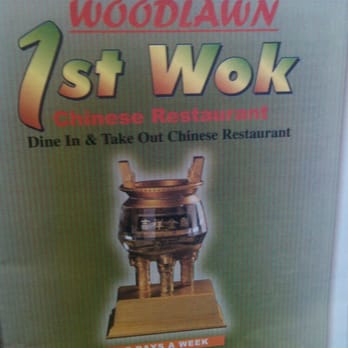 WOODLAWN
1st Wok
Chinese Restaurant
Dine In & Take Out Chinese Restaurant
DAYS A WEEK